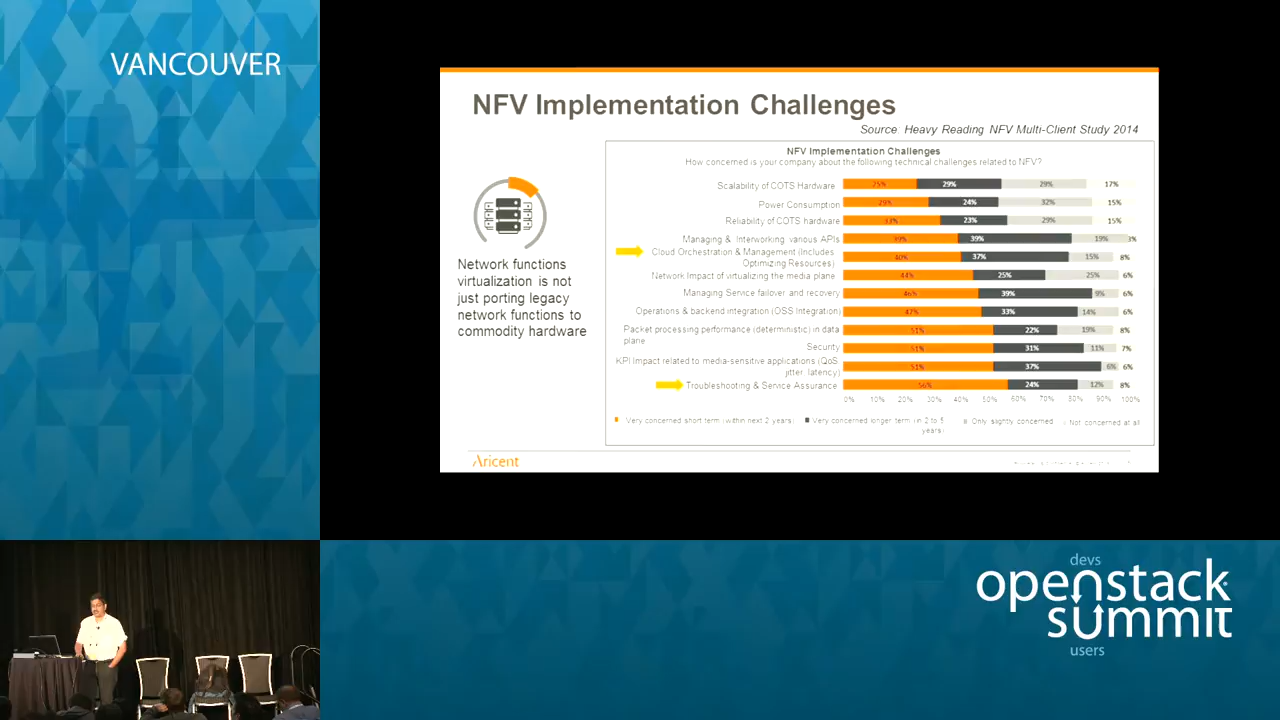 VANCOUVER
NFV Implementation Challenges
Source Heavy Reading NFV Multi-Client Study 2014
NFV Implementation Challenges
How concerned is your company about the following technical challenges related to NFV?
Network functions
virtualization is not
just porting legacy
network functions to
commodity hardware
Scalability of COTS Hardware 25% 29% 29% 17%
Power Consumption 29% 24% 32% 15%
Reliability of COTS hardware 33% 23% 29% 15%
Managing & Interworking various APIs 39% 39% 19% 3%
Cloud Orchestration & Management (Includes
Optimizing Resources) 40% 37% 15% 8%
Network Impact of virtualizing the media plane 44% 25% 25% 6%
Managing Service failover and recovery 46% 39% 9% 6%
Operations & backend integration (OSS Integration) 47% 33% 14% 6%
Packet processing performance (deterministic) in data
plane 51% 22% 19% 8%
Security 51% 31% 11% 7%
KPI Impact related to media-sensitive applications (QoS
jitter, latency) 51% 37% 6% 6%
Troubleshooting & Service Assurance 56% 24% 12% 8%
0% 10% 20% 30% 40% 50% 60% 70% 80% 90% 100%
Very concerned short term (within next 2 years)
Very concerned longer term (in 2 to 5
years)
Only slightly concerned
Not concerned at all
Aricent
devs
openstack
summit
users